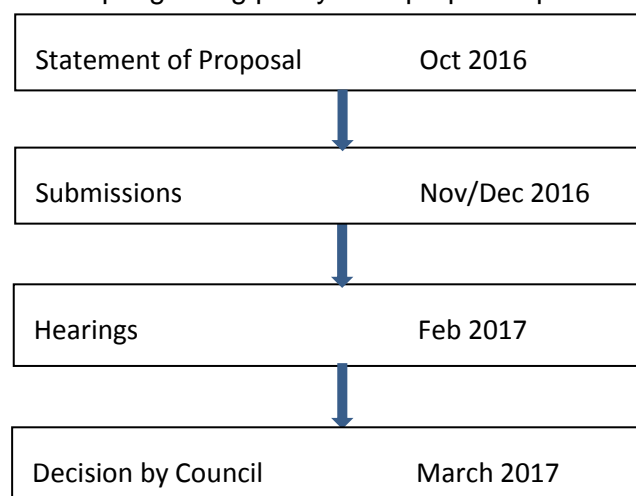 Statement of Proposal Oct 2016
Submissions Nov/Dec 2016
Hearings Feb 2017
Decision by Council March 2017